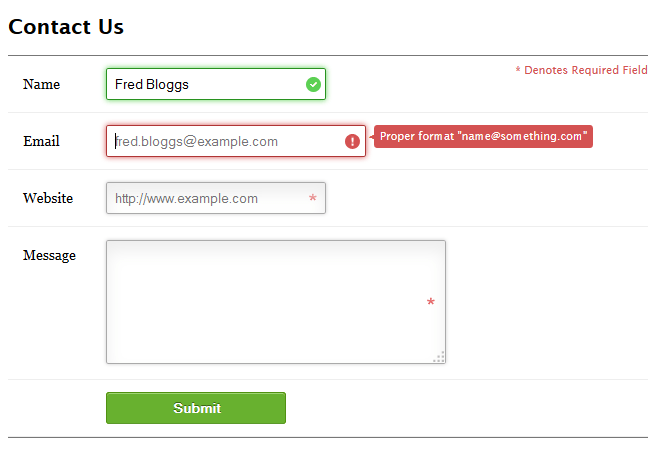 Contact Us
* Denotes Required Field
Name
Fred Bloggs
Email
fred.bloggs@example.com
Proper format "name@something.com"
Website
http://www.example.com
*
Message
*
Submit